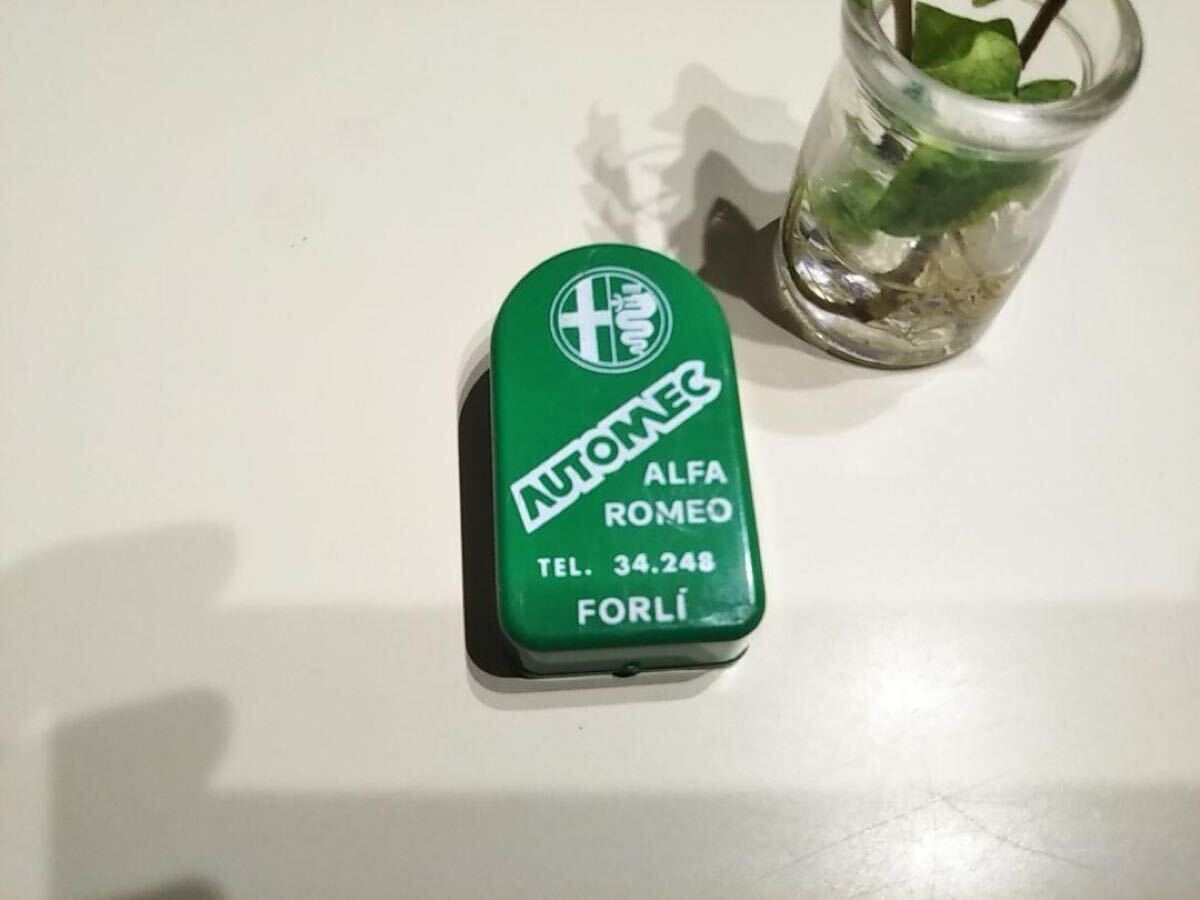 AUTOMEC
ALFA
ROMEO
TEL. 34.248
FORLÍ